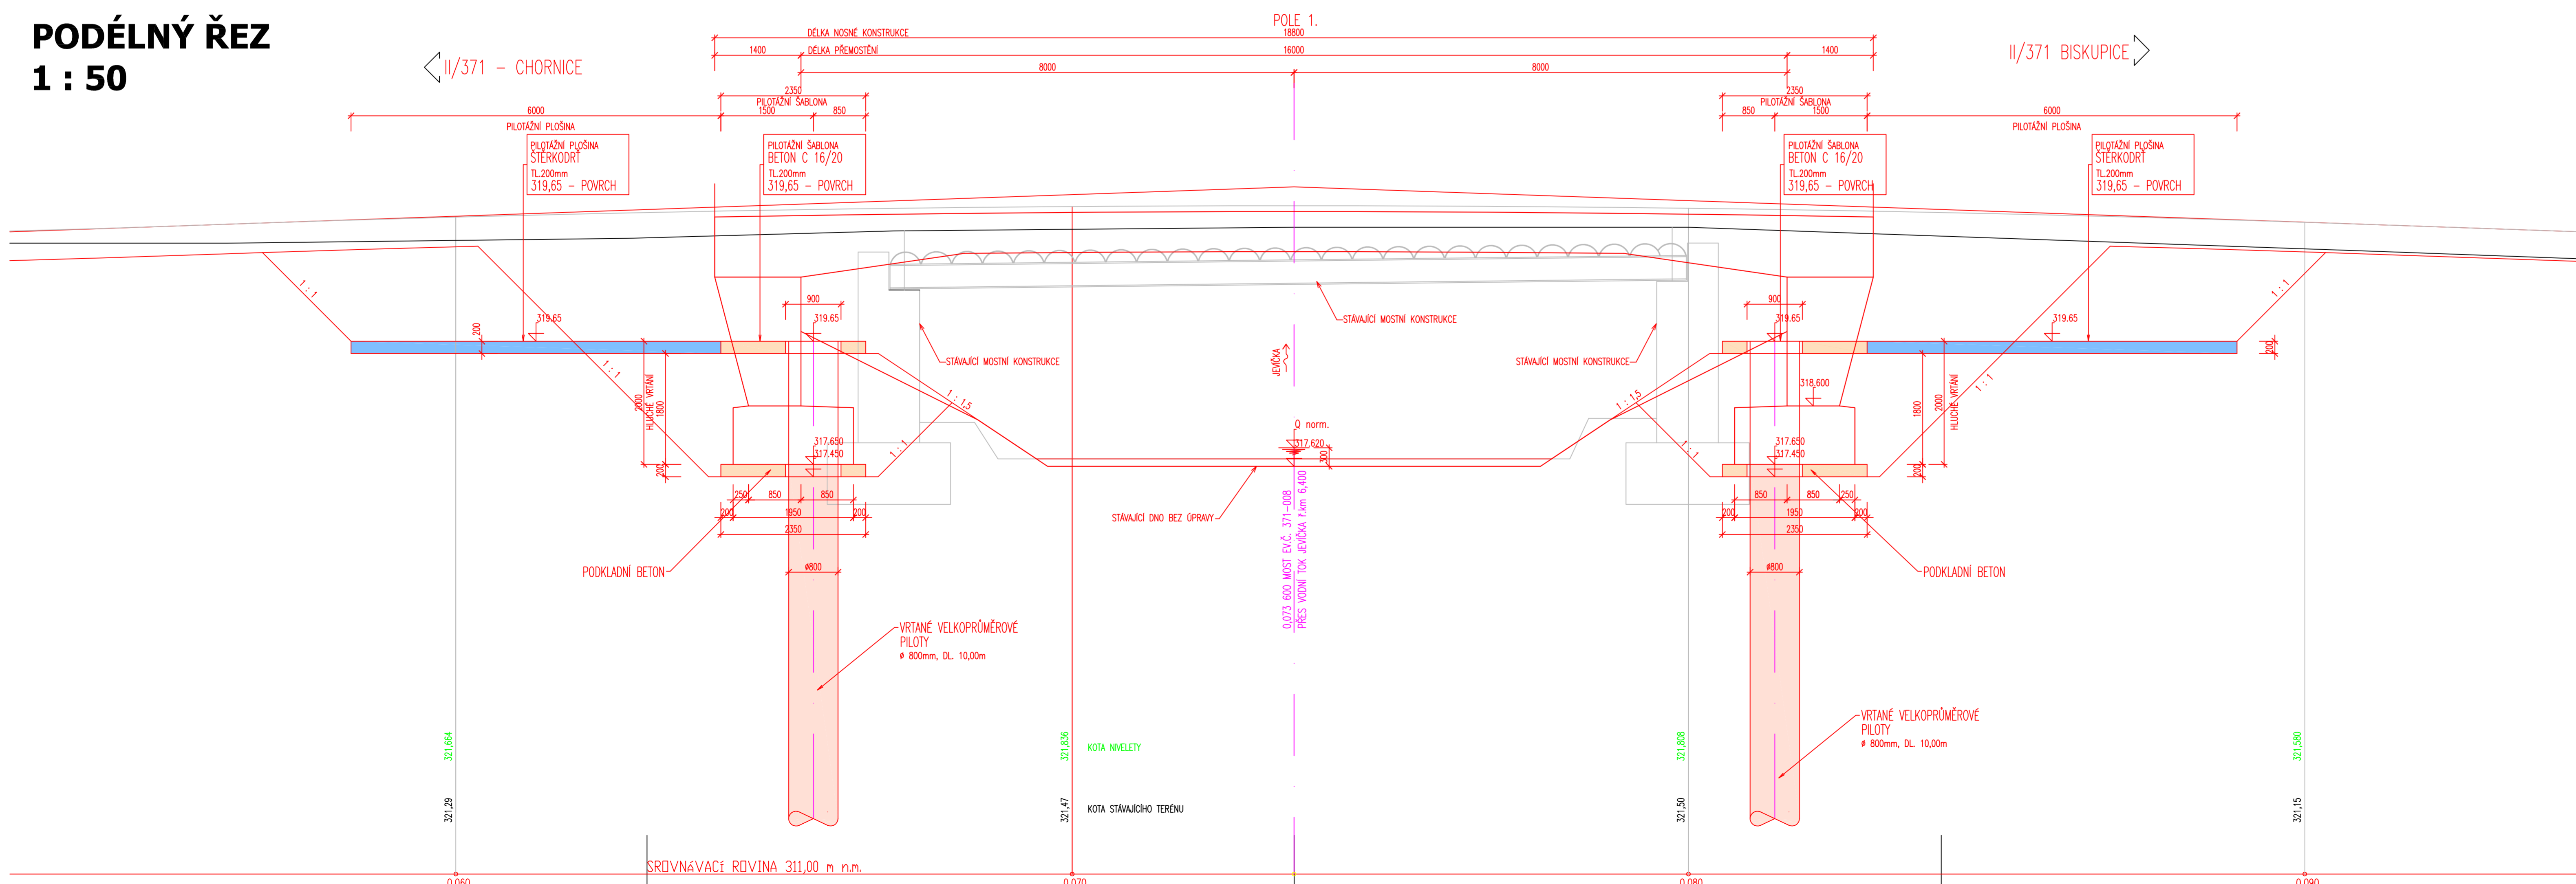 PODÉLNÝ ŘEZ
1 : 50
II/371 - CHORNICE
POLE 1.
II/371 BISKUPICE
DÉLKA NOSNÉ KONSTRUKCE
18800
1400
DÉLKA PŘEMOSTĚNÍ
16000
1400
8000
8000
2350
PILOTÁŽNÍ ŠABLONA
1500
850
6000
PILOTÁŽNÍ PLOŠINA
2350
PILOTÁŽNÍ ŠABLONA
850
1500
6000
PILOTÁŽNÍ PLOŠINA
PILOTÁŽNÍ PLOŠINA
ŠTĚRKODRŤ
TL.200mm
319,65 - POVRCH
PILOTÁŽNÍ ŠABLONA
BETON C 16/20
TL.200mm
319,65 - POVRCH
PILOTÁŽNÍ ŠABLONA
BETON C 16/20
TL.200mm
319,65 - POVRCH
PILOTÁŽNÍ PLOŠINA
ŠTĚRKODRŤ
TL.200mm
319,65 - POVRCH
1 : 1
200
319.65
900
319.65
STÁVAJÍCÍ MOSTNÍ KONSTRUKCE
STÁVAJÍCÍ MOSTNÍ KONSTRUKCE
STÁVAJÍCÍ MOSTNÍ KONSTRUKCE
JEVÍČKA
900
319.65
319.65
1 : 1
200
1 : 1
2000
HLUCHÉ VRTÁNÍ
1800
200
1 : 1,5
1 : 1
317.650
317.450
Q norm.
317.620
300
1 : 1,5
1 : 1
318.600
317.650
317.450
1800
2000
HLUCHÉ VRTÁNÍ
200
1 : 1
250
850
850
200
1950
200
2350
850
850
250
200
1950
200
2350
STÁVAJÍCÍ DNO BEZ ÚPRAVY
PODKLADNÍ BETON
PODKLADNÍ BETON
ø800
ø800
0,073 600 MOST EV.Č. 371-008
PŘES VODNÍ TOK JEVÍČKA ř.km 6,400
VRTANÉ VELKOPRŮMĚROVÉ
PILOTY
ø 800mm, DL. 10,00m
VRTANÉ VELKOPRŮMĚROVÉ
PILOTY
ø 800mm, DL. 10,00m
321,664
321,836
KOTA NIVELETY
321,808
321,580
321,29
321,47
KOTA STÁVAJÍCÍHO TERÉNU
321,50
321,15
SROVNÁVACÍ ROVINA 311,00 m n.m.
0,060
0,070
0,080
0,090